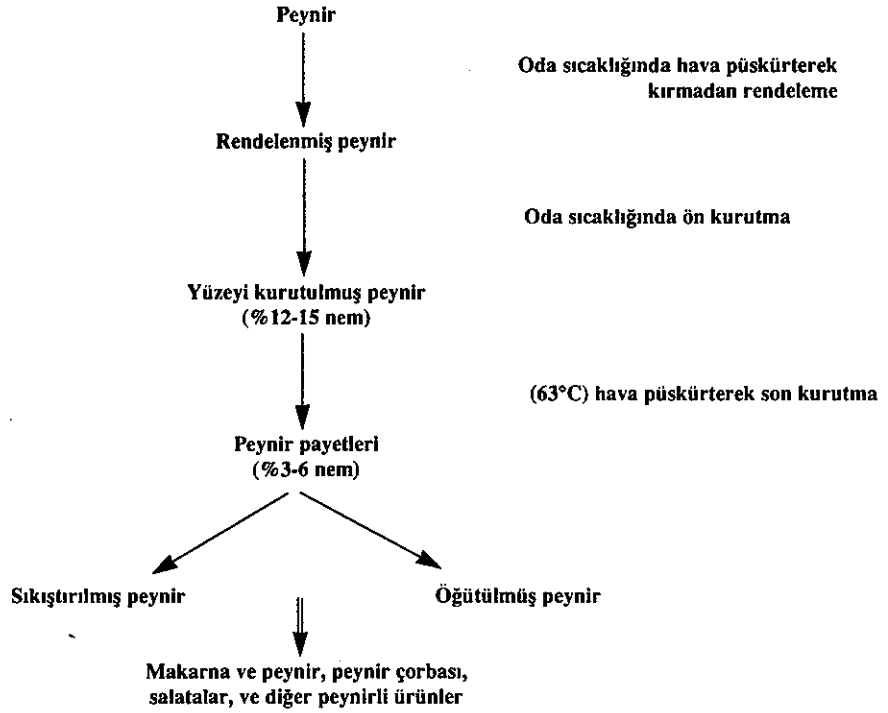 Peynir
Oda sıcaklığında hava püskürterek
kırmadan rendeleme
Rendelenmiş peynir
Oda sıcaklığında ön kurutma
Yüzeyi kurutulmuş peynir
(%12-15 nem)
(63°C) hava püskürterek son kurutma
Peynir payetleri
(%3-6 nem)
Sıkıştırılmış peynir
Öğütülmüş peynir
Makarna ve peynir, peynir çorbası,
salatalar, ve diğer peynirli ürünler